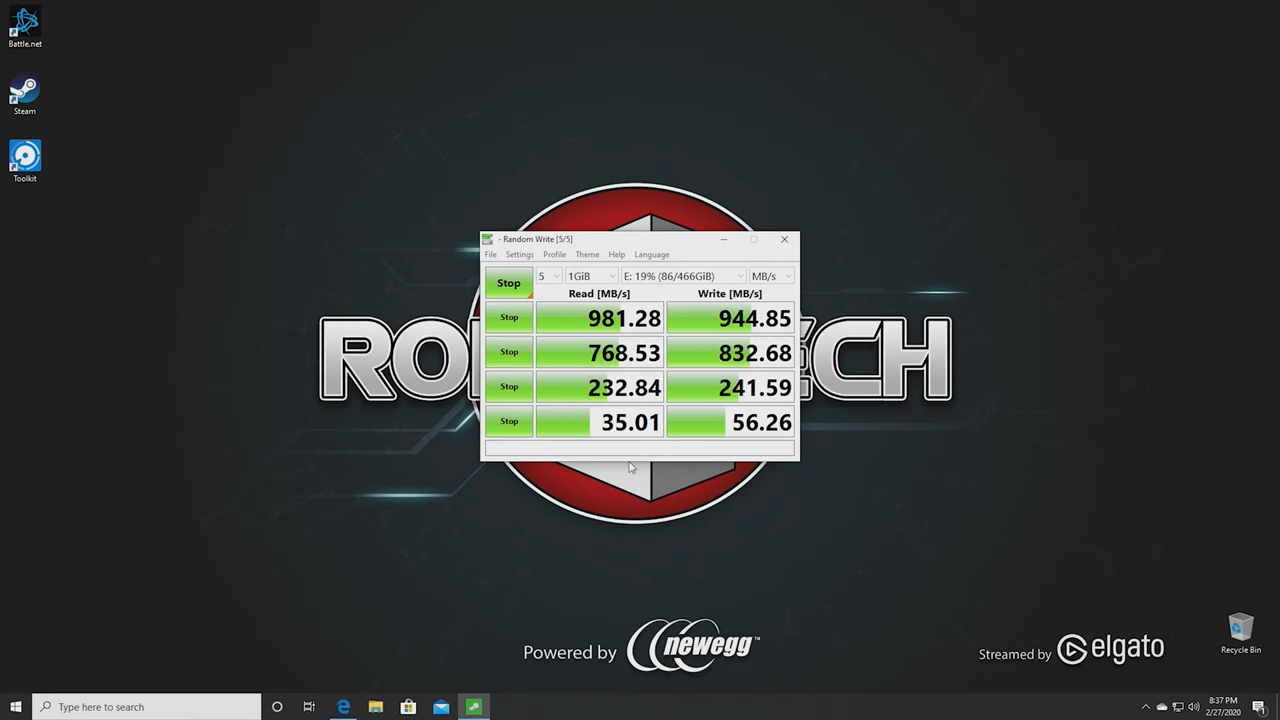 Battle.net
Steam
Toolkit
- Random Write [5/5]
File Settings Profile Theme Help Language
Stop 5 1GiB E: 19% (86/466GiB) MB/s
Read [MB/s] Write [MB/s]
Stop 981.28 944.85
Stop 768.53 832.68
Stop 232.84 241.59
Stop 35.01 56.26
RO ECH
Powered by newegg™
Streamed by elgato
Recycle Bin
Type here to search
8:37 PM
2/27/2020
1